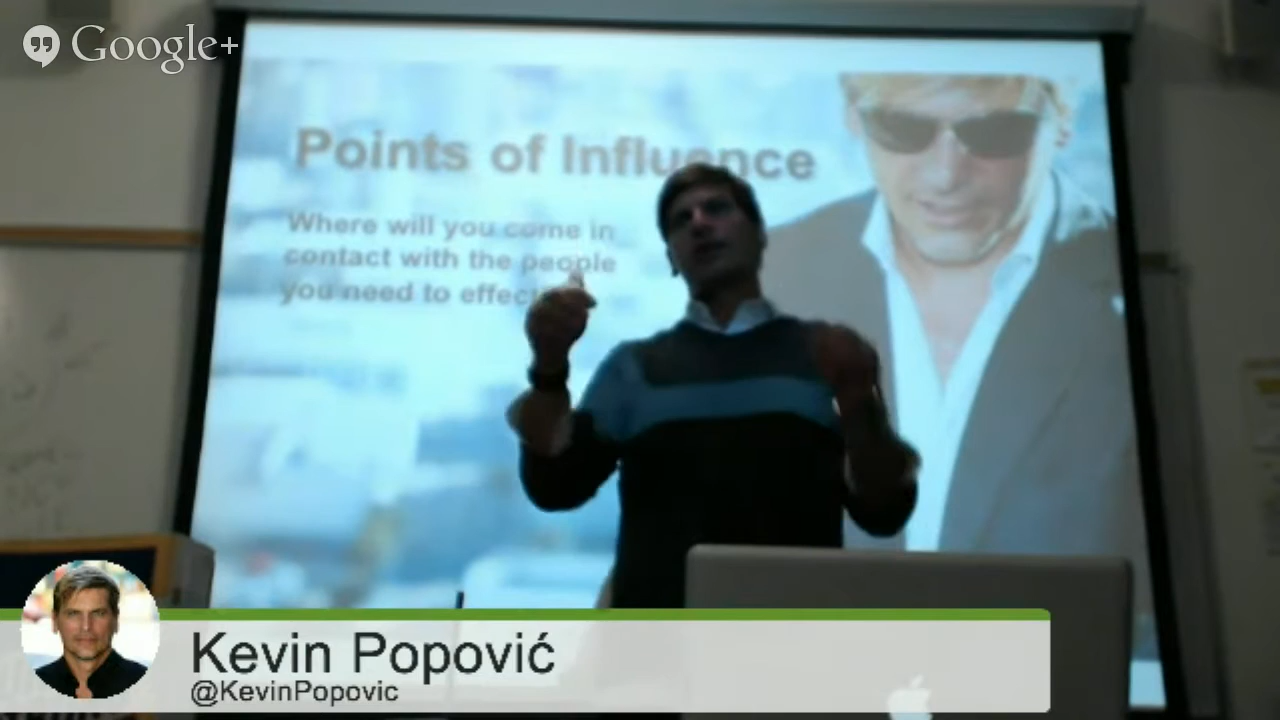 Google+
Points of Influence
Where will you come in
contact with the people
you need to effect
Kevin Popović
@KevinPopovic